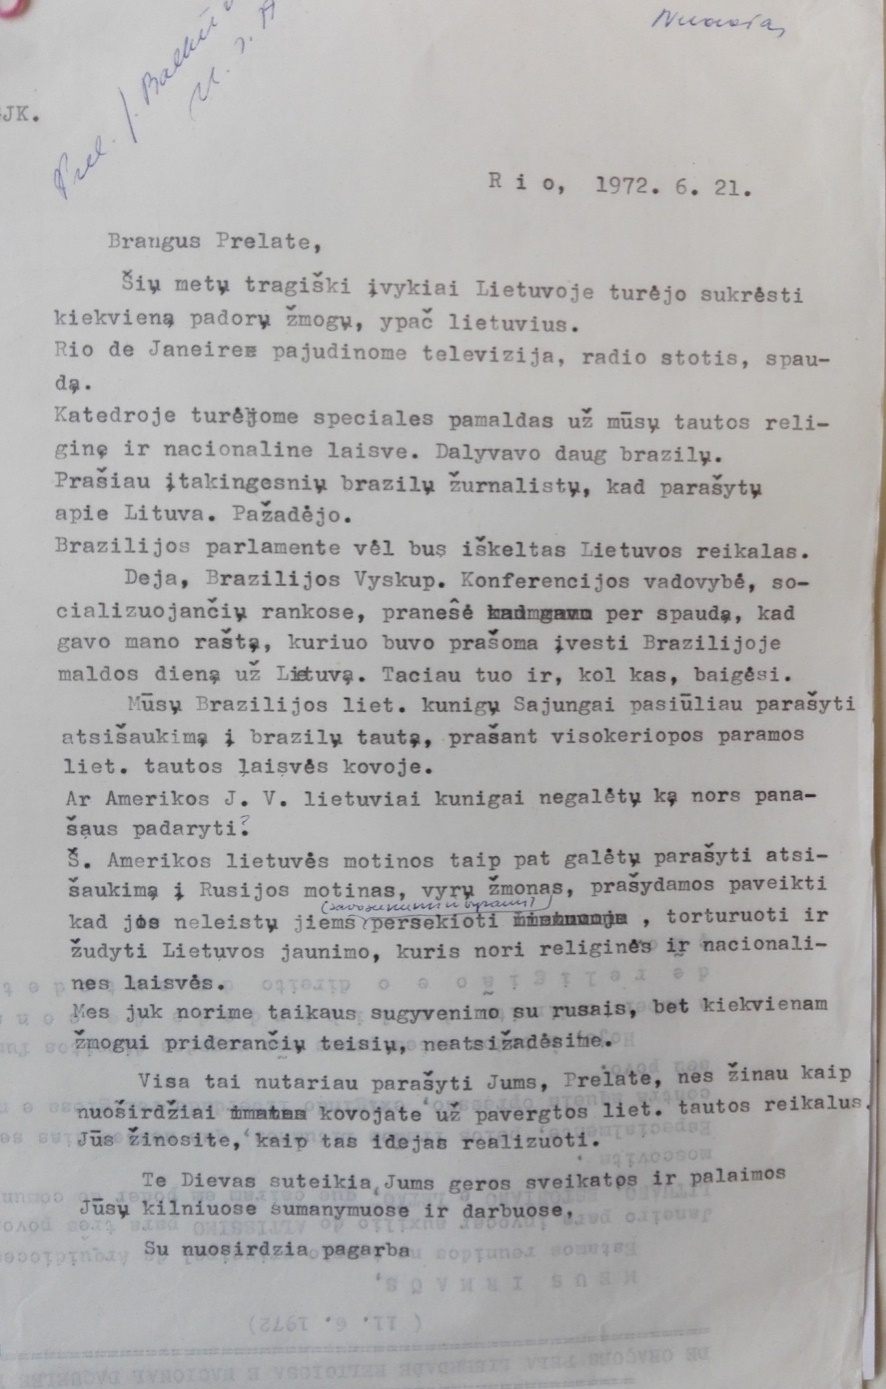 Prel. J. Balkū
GJK.
R i o, 1972. 6. 21.
Brangus Prelate,
Šių metų tragiški įvykiai Lietuvoje turėjo sukrėsti
kiekvieną padorų žmogų, ypač lietuvius.
Rio de Janeire pajudinome televizija, radio stotis, spau-
dą.
Katedroje turėjome speciales pamaldas už mūsų tautos reli-
ginę ir nacionaline laisve. Dalyvavo daug brazilų.
Prašiau įtakingesnių brazilų žurnalistų, kad parašytų
apie Lituva. Pažadėjo.
Brazilijos parlamente vėl bus iškeltas Lietuvos reikalas.
Deja, Brazilijos Vyskup. Konferencijos vadovybė, so-
cializuojančių rankose, pranešė per spaudą, kad
gavo mano raštą, kuriuo buvo prašoma įvesti Brazilijoje
maldos dieną už Lietuvą. Taciau tuo ir, kol kas, baigėsi.
Mūsų Brazilijos liet. kunigų Sajungai pasiūliau parašyti
atsišaukimą į brazilų tautą, prašant visokeriopos paramos
liet. tautos laisvės kovoje.
Ar Amerikos J. V. lietuviai kunigai negalėtų ką nors pana-
šaus padaryti?
Š. Amerikos lietuvės motinos taip pat galėtų parašyti atsi-
šaukimą į Rusijos motinas, vyrų žmonas, prašydamos paveikti
(savo sunums ir vyrams)
kad jos neleistų jiems persekioti , torturuoti ir
žudyti Lietuvos jaunimo, kuris nori religinės ir nacionali-
nes laisvės.
Mes juk norime taikaus sugyvenimo su rusais, bet kiekvienam
žmogui priderančių teisių, neatsižadėsime.
Visa tai nutariau parašyti Jums, Prelate, nes žinau kaip
nuoširdžiai kovojate už pavergtos liet. tautos reikalus.
Jūs žinosite, kaip tas idejas realizuoti.
Te Dievas suteikia Jums geros sveikatos ir palaimos
Jūsų kilniuose sumanymuose ir darbuose,
Su nuosirdzia pagarba